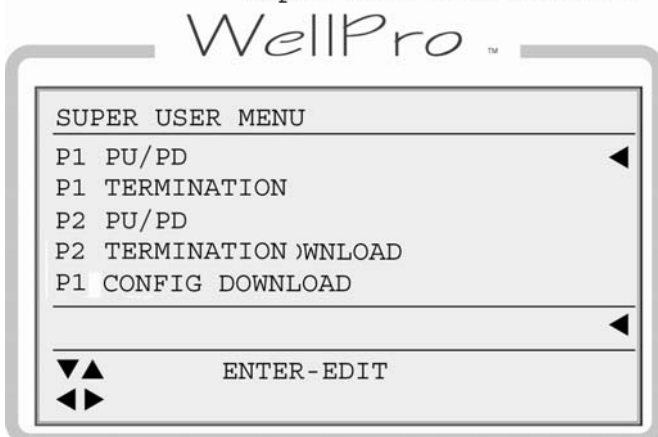 WellPro ™
SUPER USER MENU
P1 PU/PD ◀
P1 TERMINATION
P2 PU/PD
P2 TERMINATION )WNLOAD
P1 CONFIG DOWNLOAD
◀
▼▲ ENTER-EDIT
◀▶